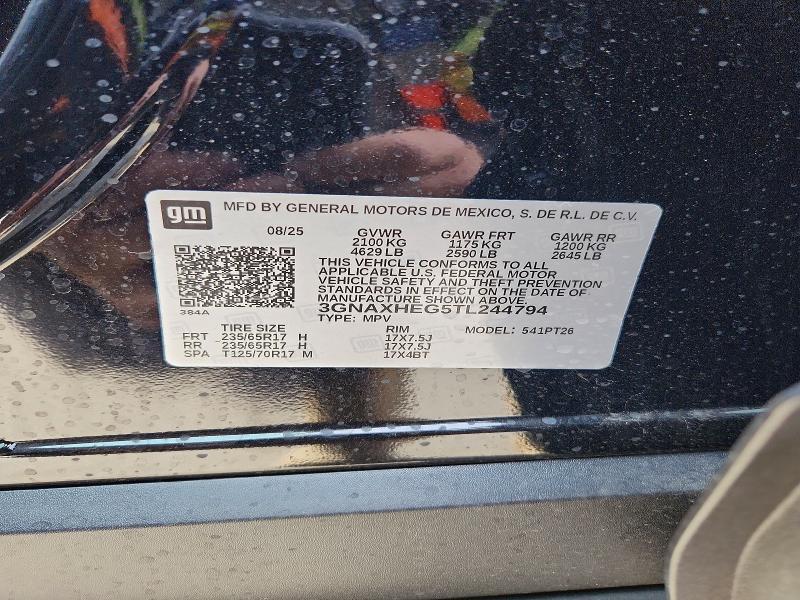 gm MFD BY GENERAL MOTORS DE MEXICO, S. DE R.L. DE C.V.
08/25 GVWR GAWR FRT GAWR RR
2100 KG 1175 KG 1200 KG
4629 LB 2590 LB 2645 LB
THIS VEHICLE CONFORMS TO ALL
APPLICABLE U.S. FEDERAL MOTOR
VEHICLE SAFETY AND THEFT PREVENTION
STANDARDS IN EFFECT ON THE DATE OF
MANUFACTURE SHOWN ABOVE.
384A 3GNAXHEG5TL244794
TYPE: MPV
TIRE SIZE RIM MODEL: 541PT26
FRT 235/65R17 H 17X7.5J
RR 235/65R17 H 17X7.5J
SPA T125/70R17 M 17X4BT